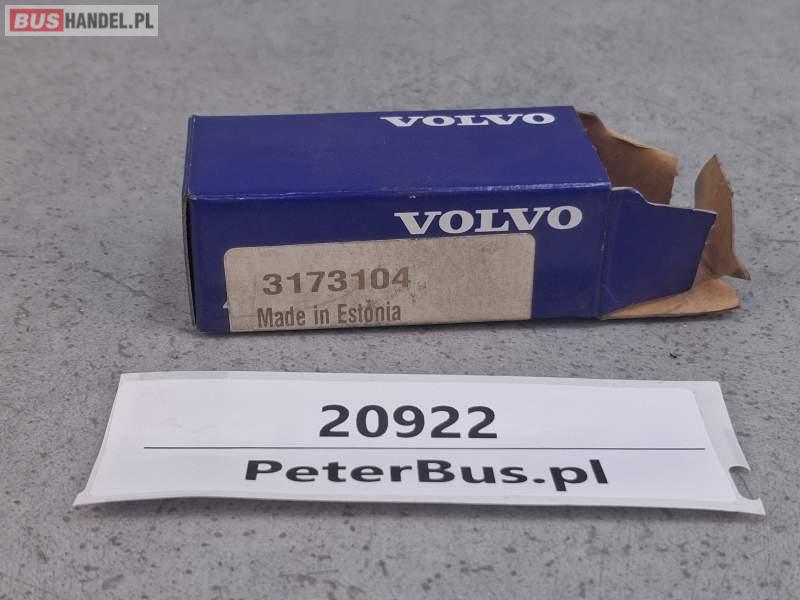 BUSHANDEL.PL
VOLVO
VOLVO
3173104
Made in Estonia
20922
PeterBus.pl